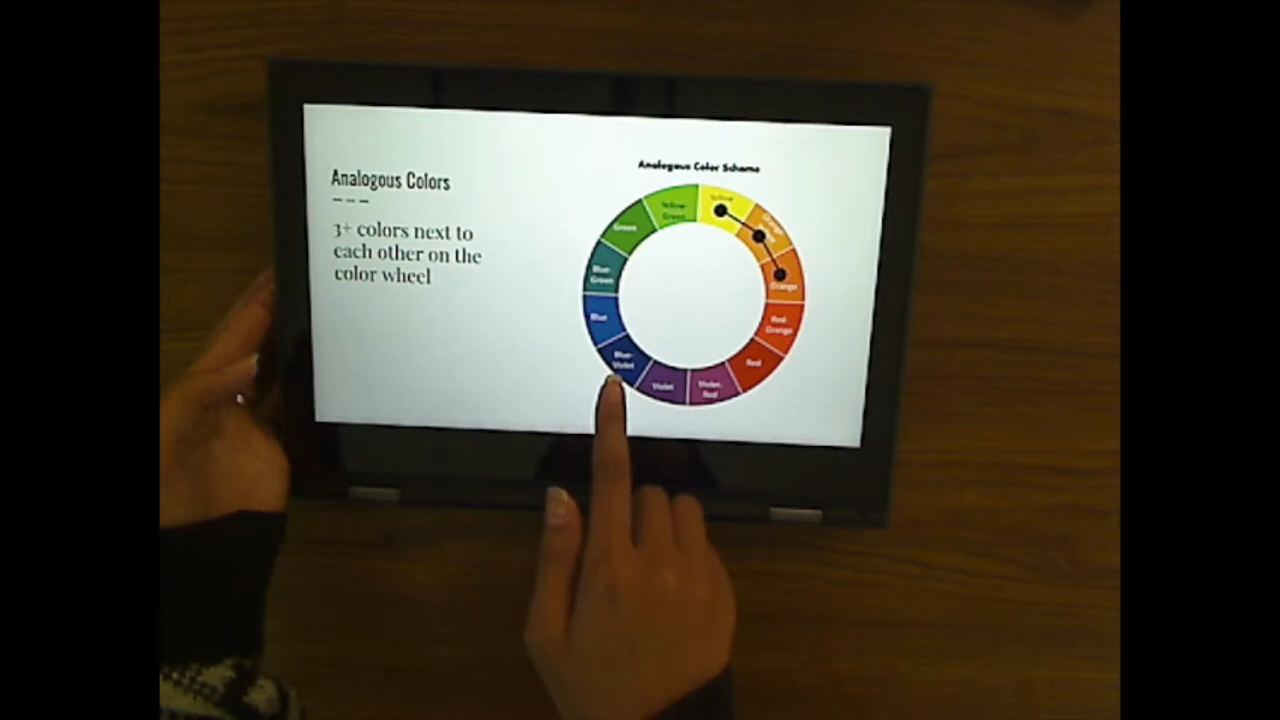 Analogous Colors
3+ colors next to
each other on the
color wheel
Analogous Color Scheme
Yellow
Orange
Orange
Red
Orange
Red
Violet
Red
Violet
Blue
Violet
Blue
Blue
Green
Green
Yellow
Green